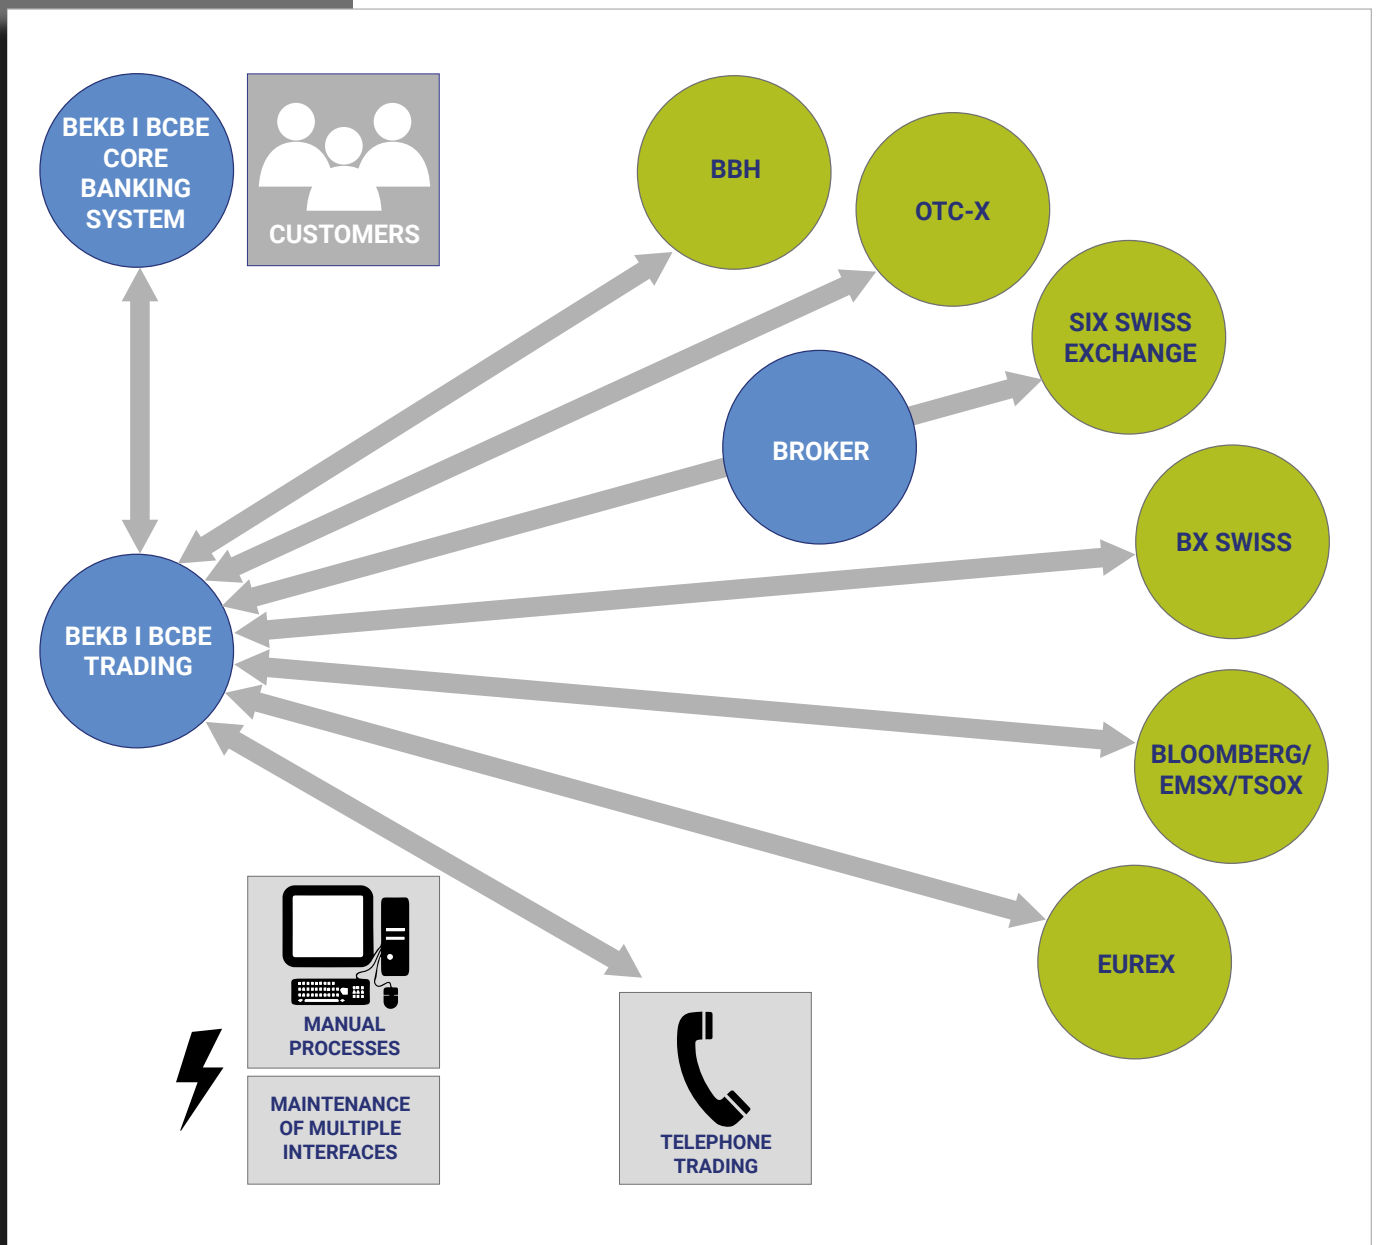 BEKB I BCBE
CORE
BANKING
SYSTEM
CUSTOMERS
BBH
OTC-X
SIX SWISS
EXCHANGE
BROKER
BX SWISS
BEKB I BCBE
TRADING
BLOOMBERG/
EMSX/TSOX
EUREX
MANUAL
PROCESSES
MAINTENANCE
OF MULTIPLE
INTERFACES
TELEPHONE
TRADING